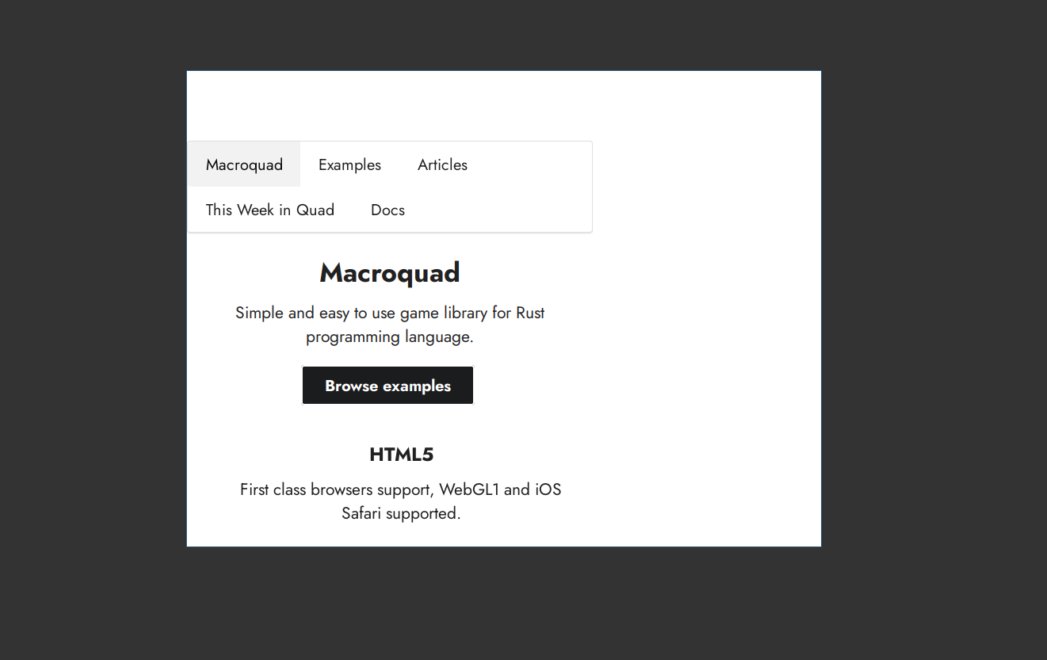 Macroquad Examples Articles
This Week in Quad Docs
Macroquad
Simple and easy to use game library for Rust
programming language.
Browse examples
HTML5
First class browsers support, WebGL1 and iOS
Safari supported.